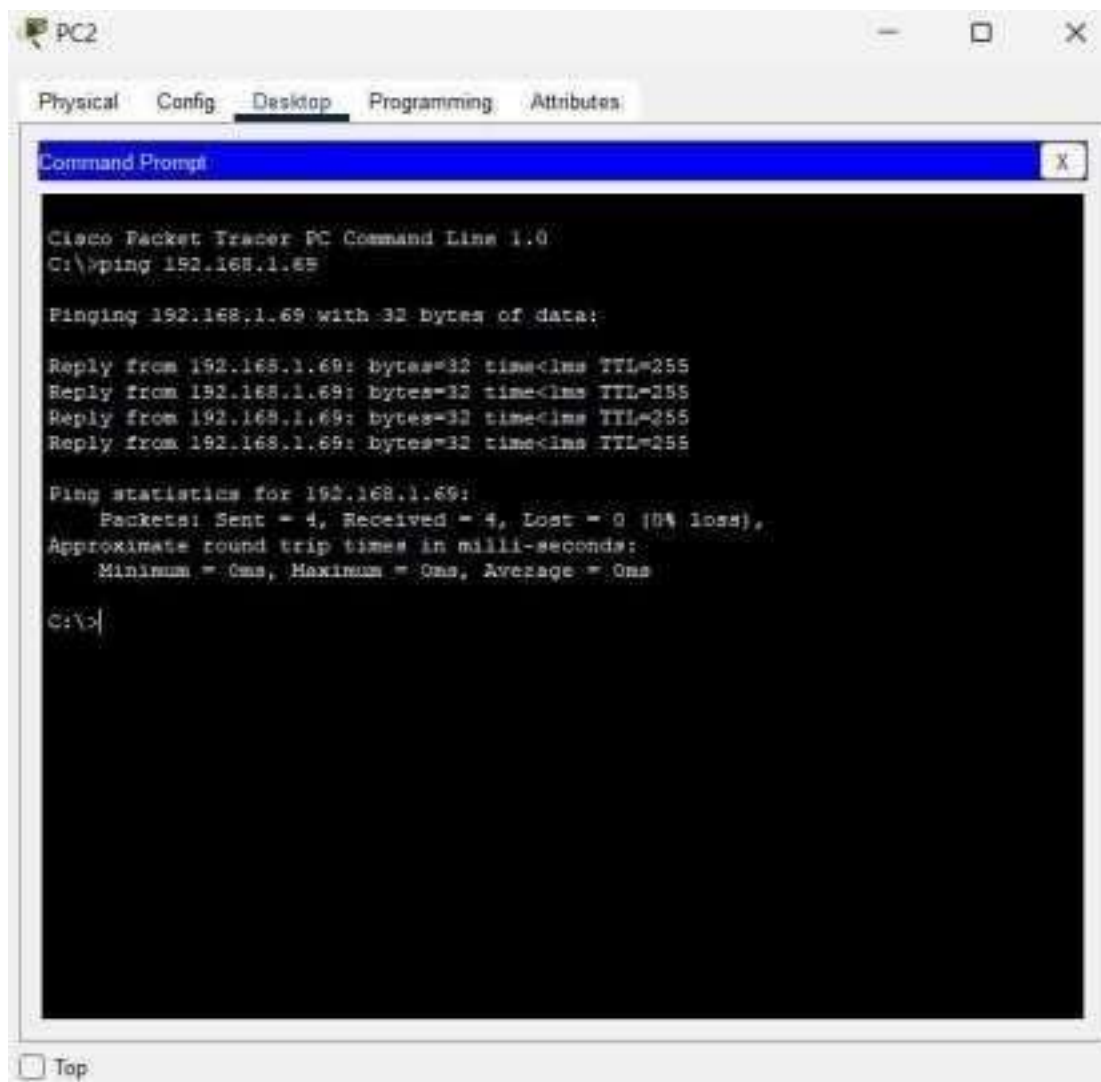 PC2
Physical Config Desktop Programming Attributes
Command Prompt X
Cisco Packet Tracer PC Command Line 1.0
C:\>ping 192.168.1.69
Pinging 192.168.1.69 with 32 bytes of data:
Reply from 192.168.1.69: bytes=32 time<1ms TTL=255
Reply from 192.168.1.69: bytes=32 time<1ms TTL=255
Reply from 192.168.1.69: bytes=32 time<1ms TTL=255
Reply from 192.168.1.69: bytes=32 time<1ms TTL=255
Ping statistics for 192.168.1.69:
Packets: Sent = 4, Received = 4, Lost = 0 (0% loss),
Approximate round trip times in milli-seconds:
Minimum = 0ms, Maximum = 0ms, Average = 0ms
C:\>
Top